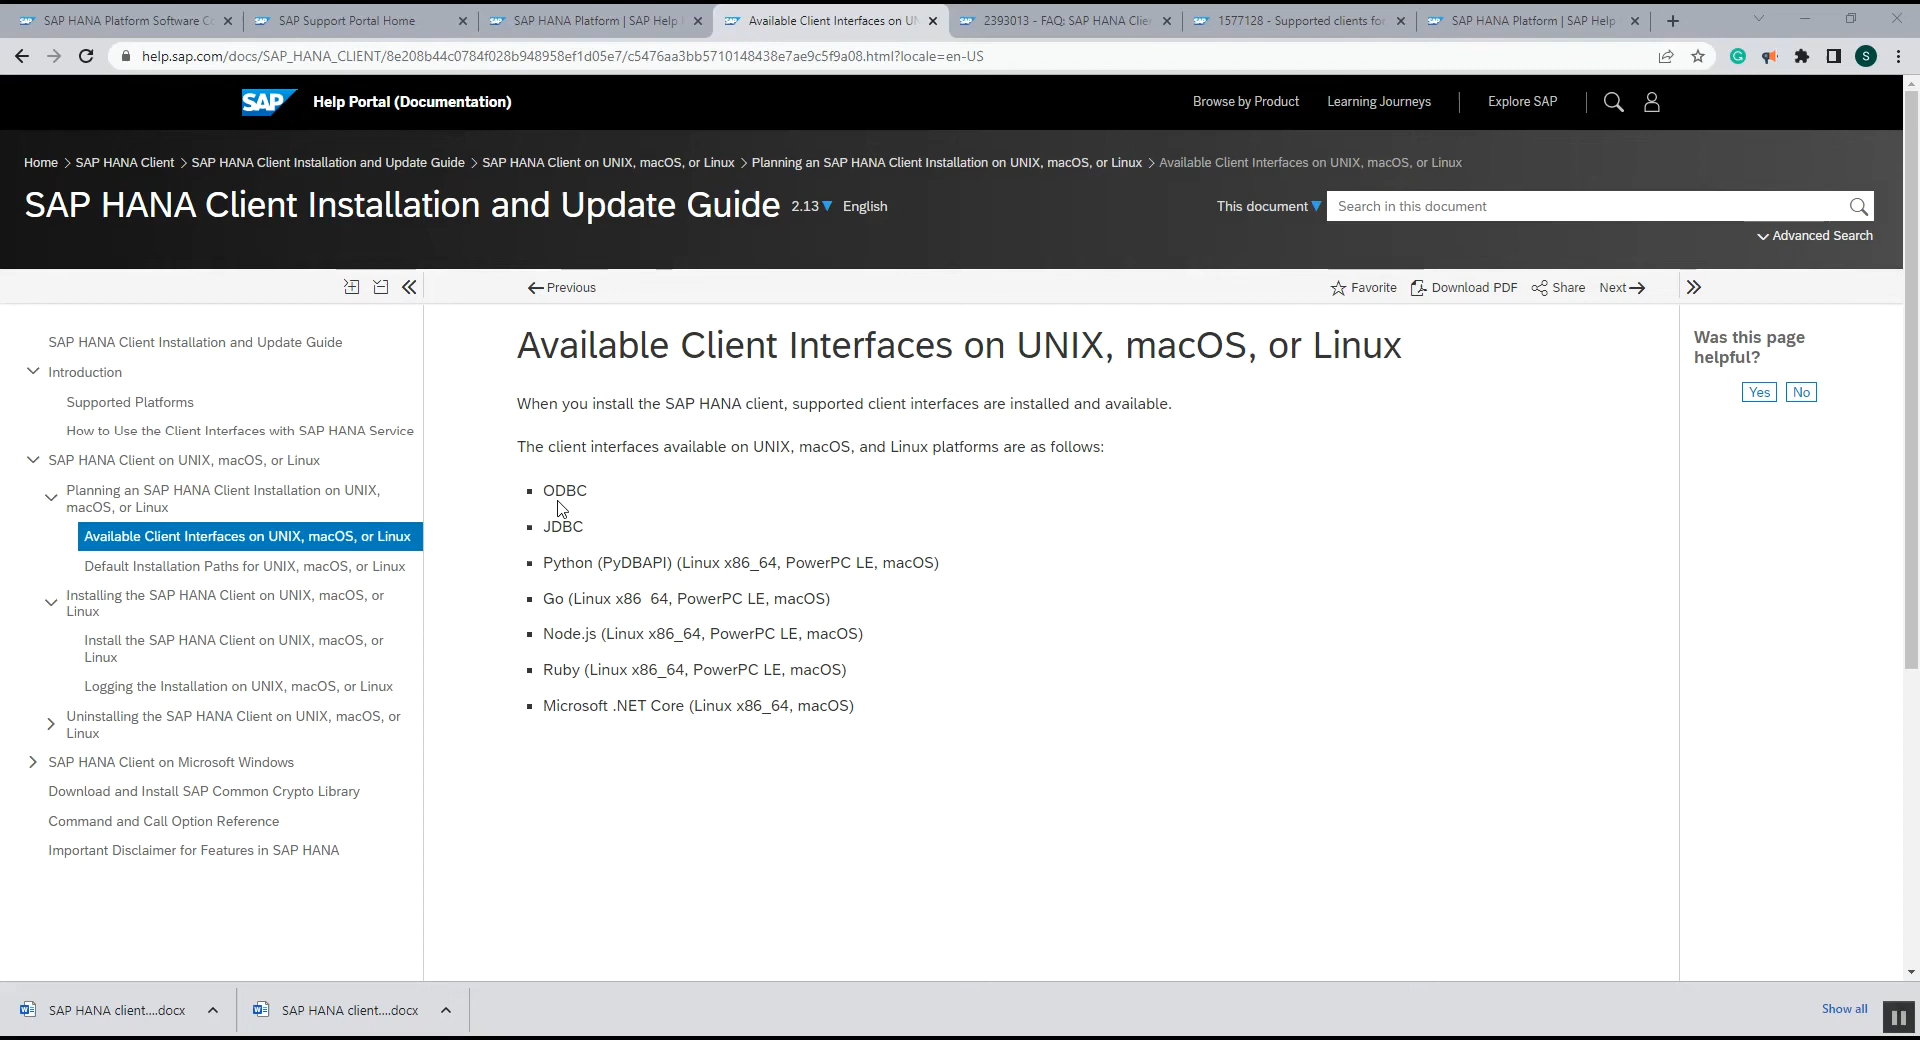 SAP HANA Platform Software Co
SAP Support Portal Home
SAP HANA Platform | SAP Help
Available Client Interfaces on UN
2393013 - FAQ: SAP HANA Clie
1577128 - Supported clients for
SAP HANA Platform | SAP Help
help.sap.com/docs/SAP_HANA_CLIENT/8e208b44c0784f028b948958ef1d05e7/c5476aa3bb5710148438e7ae9c5f9a08.html?locale=en-US
S
SAP Help Portal (Documentation)
Browse by Product
Learning Journeys
Explore SAP
Home > SAP HANA Client > SAP HANA Client Installation and Update Guide > SAP HANA Client on UNIX, macOS, or Linux > Planning an SAP HANA Client Installation on UNIX, macOS, or Linux > Available Client Interfaces on UNIX, macOS, or Linux
SAP HANA Client Installation and Update Guide 2.13 English
This document
Search in this document
Advanced Search
Previous
Favorite
Download PDF
Share
Next
SAP HANA Client Installation and Update Guide
Introduction
Supported Platforms
How to Use the Client Interfaces with SAP HANA Service
SAP HANA Client on UNIX, macOS, or Linux
Planning an SAP HANA Client Installation on UNIX,
macOS, or Linux
Available Client Interfaces on UNIX, macOS, or Linux
Default Installation Paths for UNIX, macOS, or Linux
Installing the SAP HANA Client on UNIX, macOS, or
Linux
Install the SAP HANA Client on UNIX, macOS, or
Linux
Logging the Installation on UNIX, macOS, or Linux
Uninstalling the SAP HANA Client on UNIX, macOS, or
Linux
SAP HANA Client on Microsoft Windows
Download and Install SAP Common Crypto Library
Command and Call Option Reference
Important Disclaimer for Features in SAP HANA
Available Client Interfaces on UNIX, macOS, or Linux
When you install the SAP HANA client, supported client interfaces are installed and available.
The client interfaces available on UNIX, macOS, and Linux platforms are as follows:
▪ ODBC
▪ JDBC
▪ Python (PyDBAPI) (Linux x86_64, PowerPC LE, macOS)
▪ Go (Linux x86 64, PowerPC LE, macOS)
▪ Node.js (Linux x86_64, PowerPC LE, macOS)
▪ Ruby (Linux x86_64, PowerPC LE, macOS)
▪ Microsoft .NET Core (Linux x86_64, macOS)
Was this page
helpful?
Yes No
SAP HANA client....docx
SAP HANA client....docx
Show all